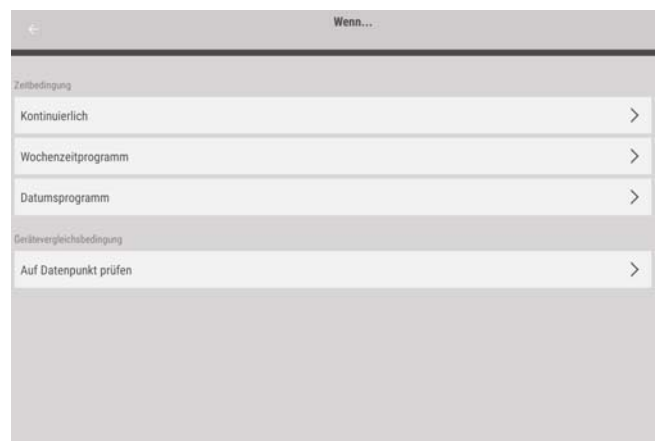 Wenn...
Zeitbedingung
Kontinuierlich
Wochenzeitprogramm
Datumsprogramm
Gerätevergleichsbedingung
Auf Datenpunkt prüfen